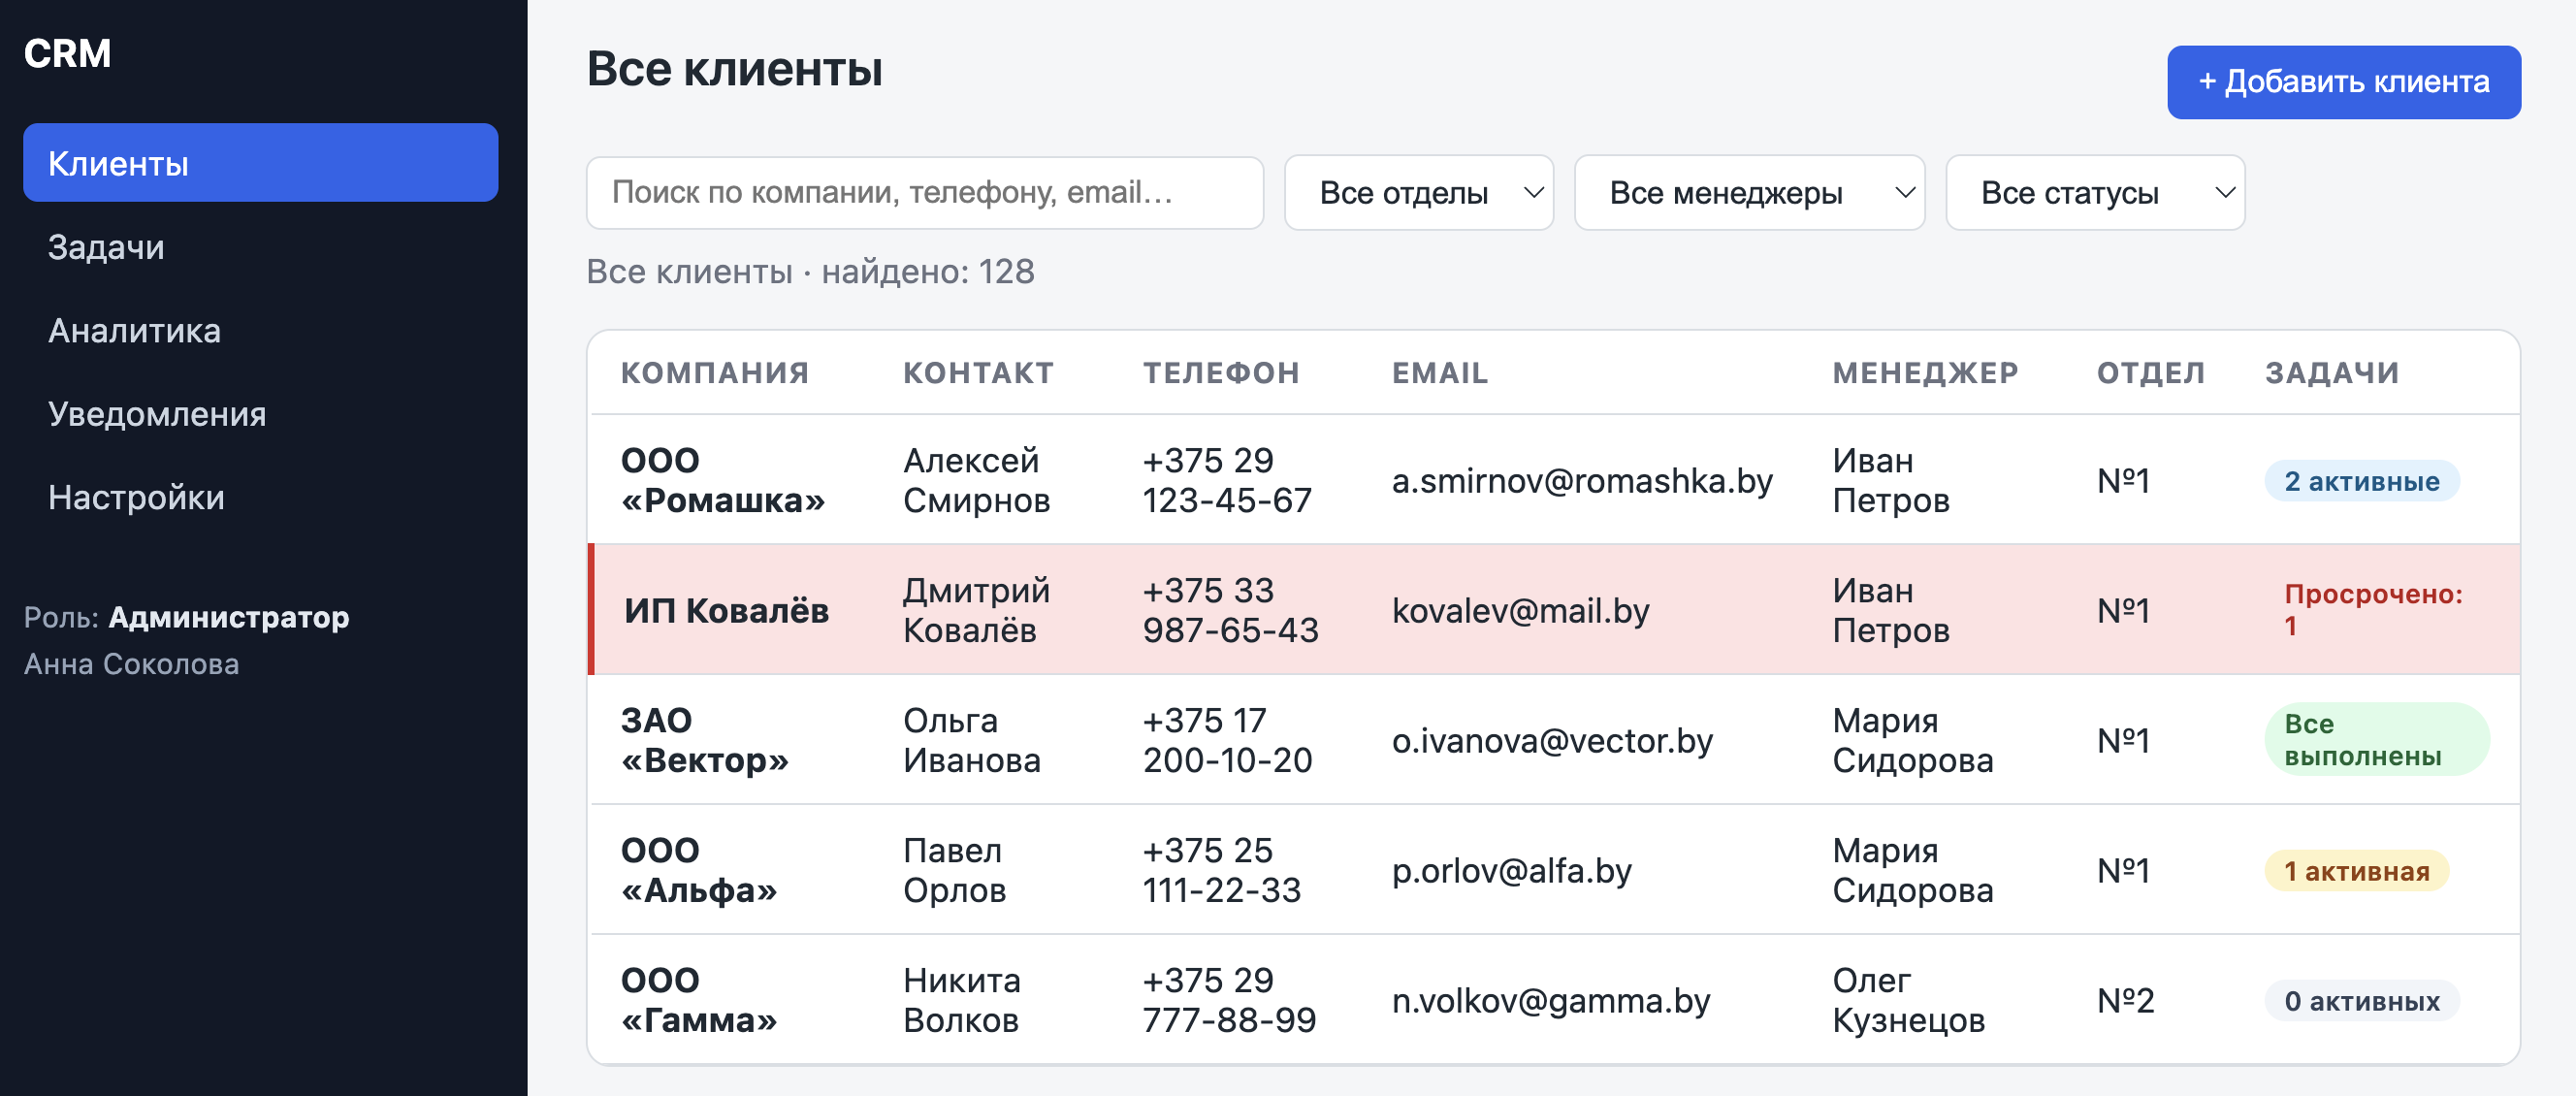 CRM
Клиенты
Задачи
Аналитика
Уведомления
Настройки
Роль: Администратор
Анна Соколова
Все клиенты
+ Добавить клиента
Поиск по компании, телефону, email…
Все отделы
Все менеджеры
Все статусы
Все клиенты · найдено: 128
КОМПАНИЯ КОНТАКТ ТЕЛЕФОН EMAIL МЕНЕДЖЕР ОТДЕЛ ЗАДАЧИ
ООО
«Ромашка»
Алексей
Смирнов
+375 29
123-45-67
a.smirnov@romashka.by
Иван
Петров
№1
2 активные
ИП Ковалёв
Дмитрий
Ковалёв
+375 33
987-65-43
kovalev@mail.by
Иван
Петров
№1
Просрочено:
1
ЗАО
«Вектор»
Ольга
Иванова
+375 17
200-10-20
o.ivanova@vector.by
Мария
Сидорова
№1
Все
выполнены
ООО
«Альфа»
Павел
Орлов
+375 25
111-22-33
p.orlov@alfa.by
Мария
Сидорова
№1
1 активная
ООО
«Гамма»
Никита
Волков
+375 29
777-88-99
n.volkov@gamma.by
Олег
Кузнецов
№2
0 активных